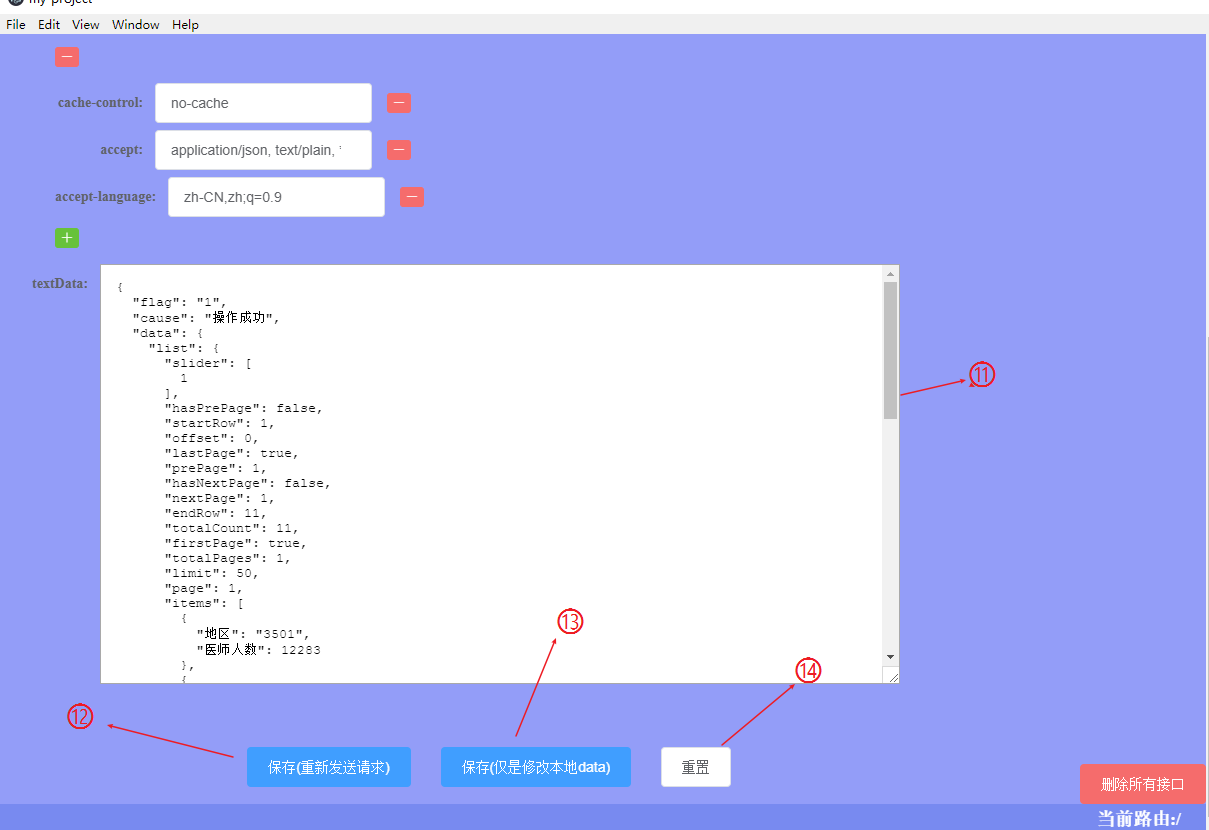 my-project
File Edit View Window Help
cache-control: no-cache
accept: application/json, text/plain, *
accept-language: zh-CN,zh;q=0.9
textData:
{
"flag": "1",
"cause": "操作成功",
"data": {
"list": {
"slider": [
1
],
"hasPrePage": false,
"startRow": 1,
"offset": 0,
"lastPage": true,
"prePage": 1,
"hasNextPage": false,
"nextPage": 1,
"endRow": 11,
"totalCount": 11,
"firstPage": true,
"totalPages": 1,
"limit": 50,
"page": 1,
"items": [
{
"地区": "3501",
"医师人数": 12283
},
{
⑪
⑬
⑭
⑫
保存(重新发送请求) 保存(仅是修改本地data) 重置
删除所有接口
当前路由:/